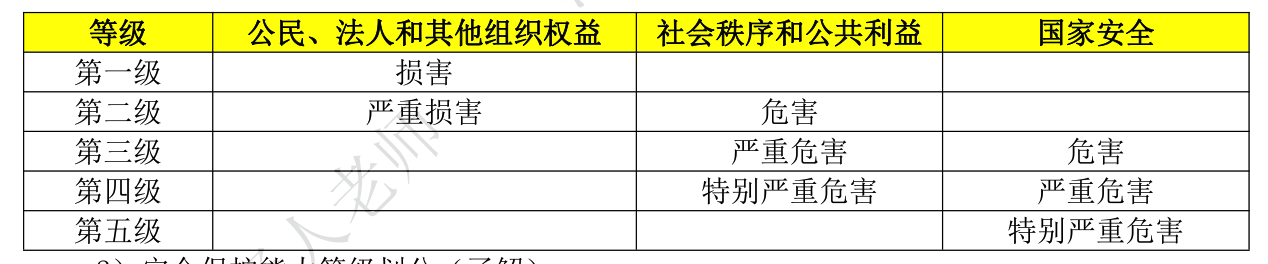 等级 公民、法人和其他组织权益 社会秩序和公共利益 国家安全
第一级 损害
第二级 严重损害 危害
第三级 严重危害 危害
第四级 特别严重危害 严重危害
第五级 特别严重危害
人老师